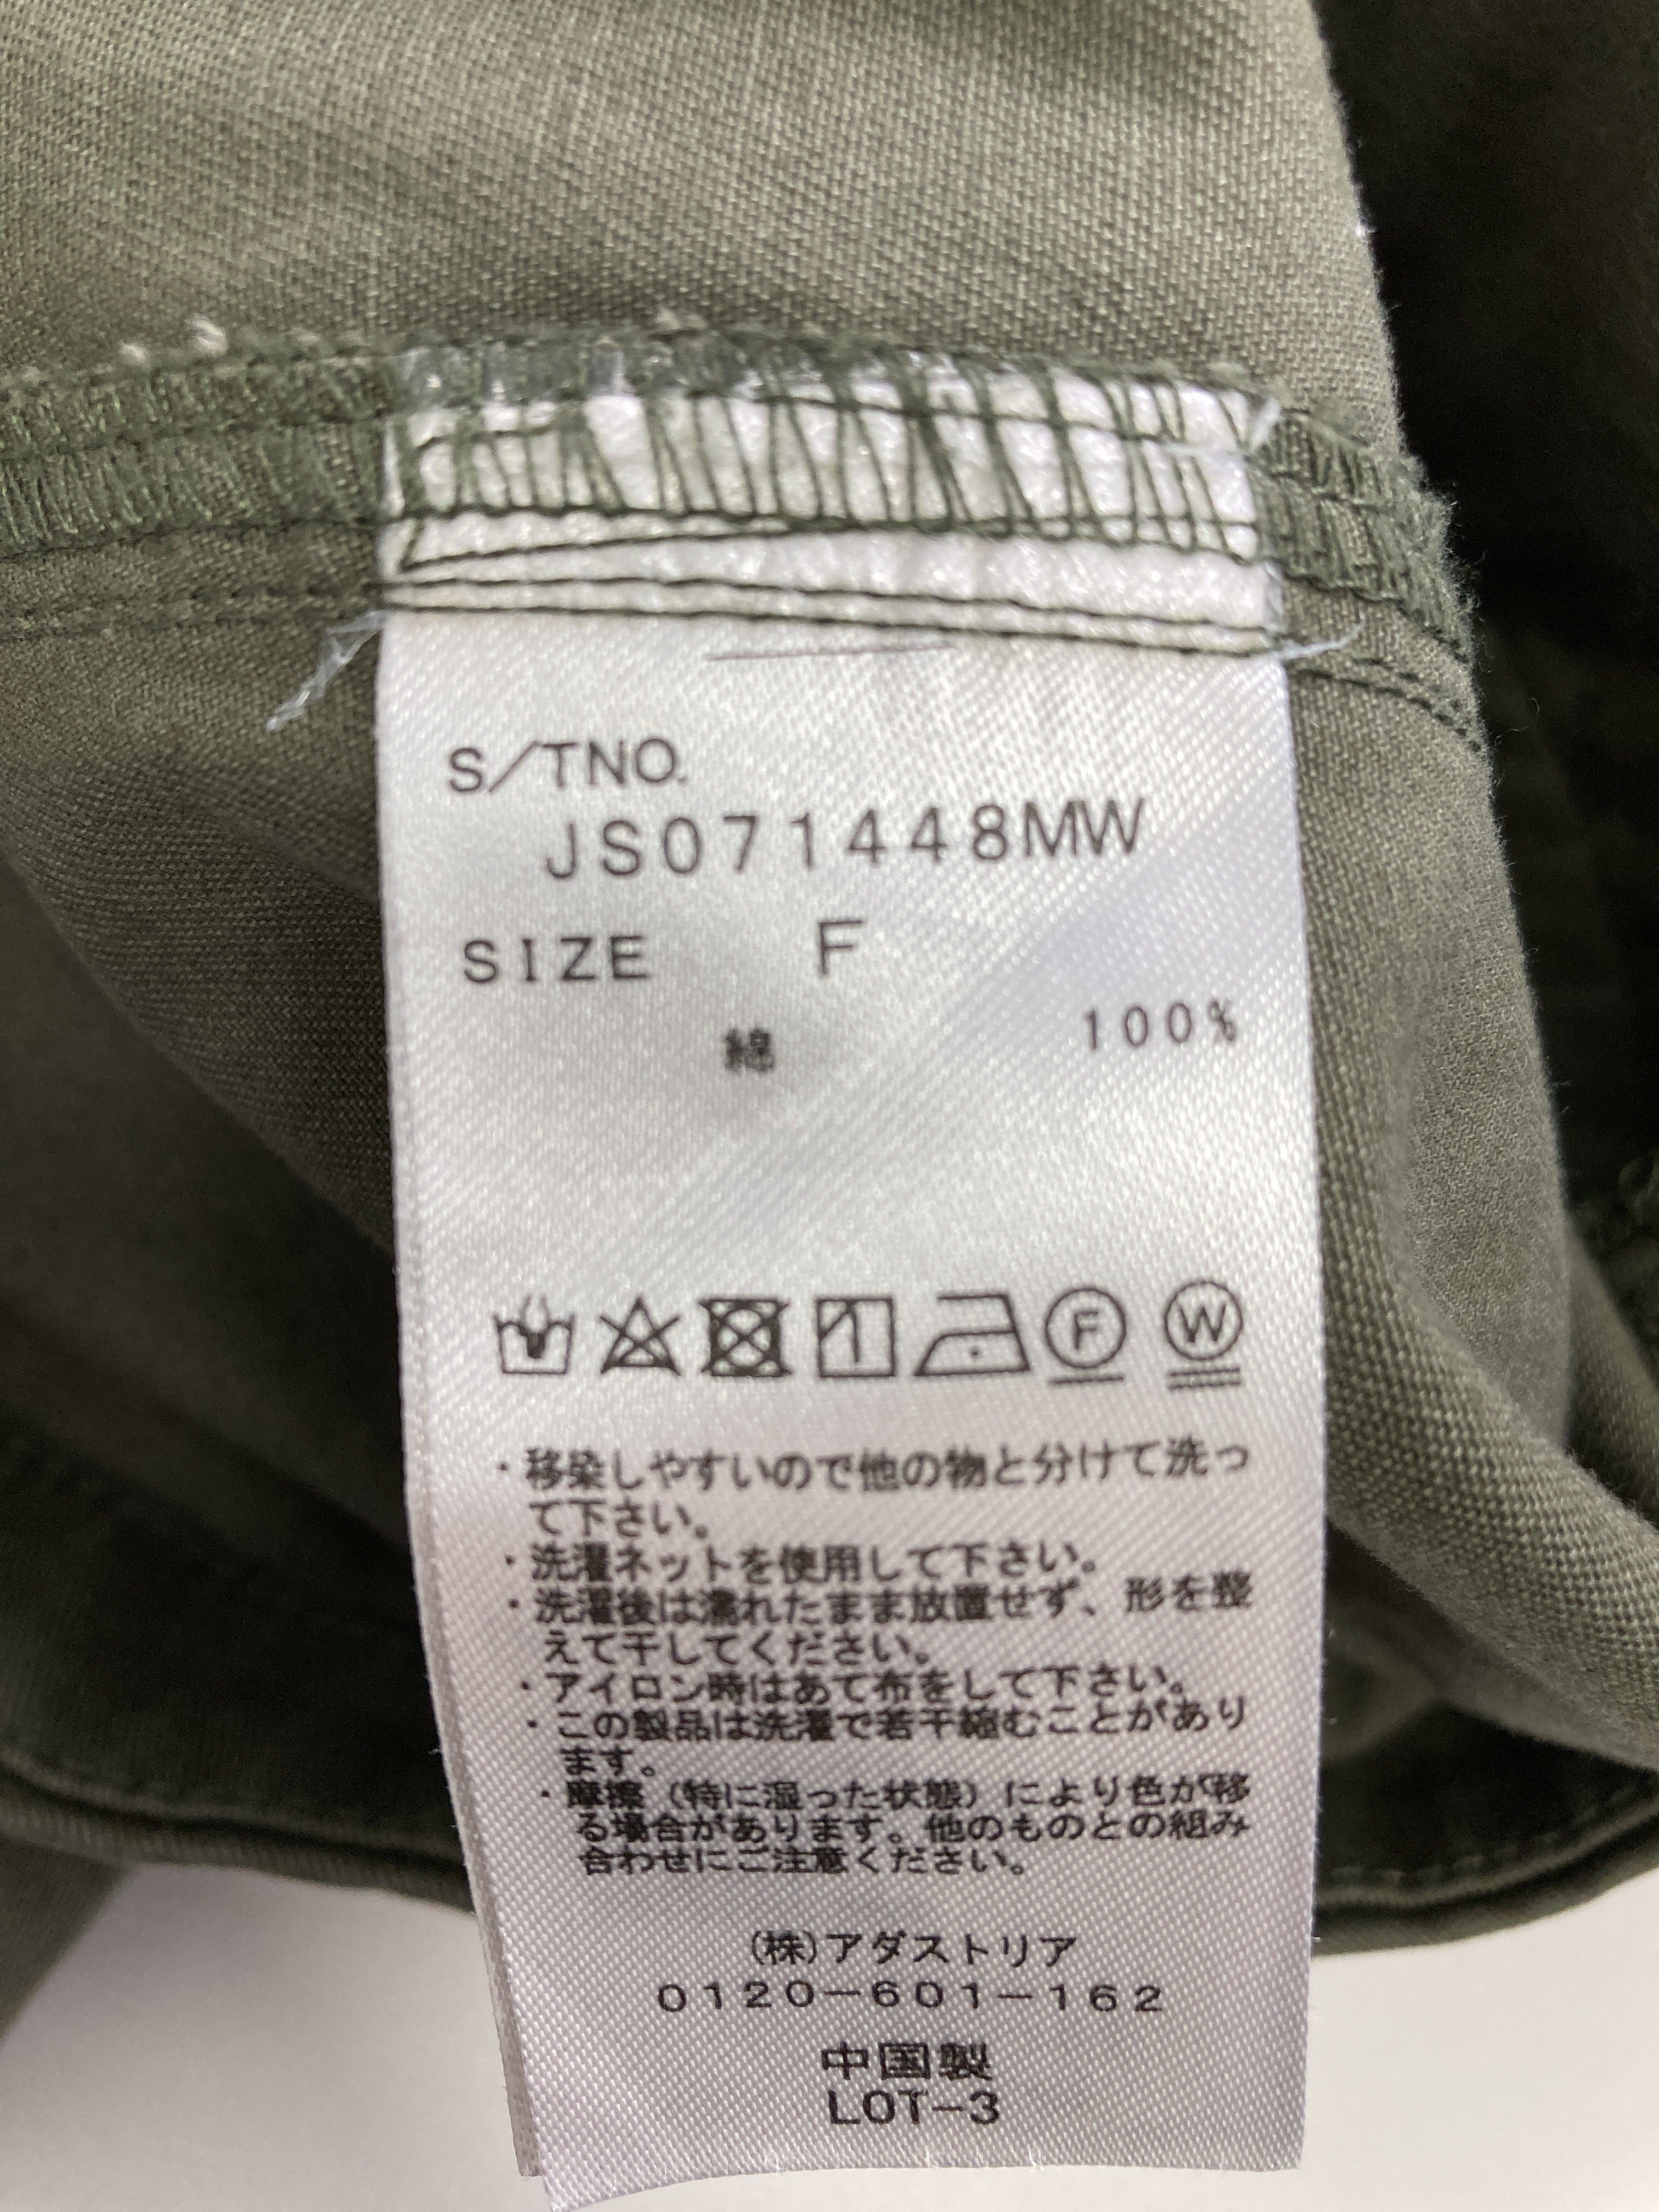 S/TNO.
JS071448MW
SIZE F
綿 100%
F W
・移染しやすいので他の物と分けて洗っ
て下さい。
・洗濯ネットを使用して下さい。
・洗濯後は濡れたまま放置せず、形を整
えて干してください。
・アイロン時はあて布をして下さい。
・この製品は洗濯で若干縮むことがあり
ます。
・摩擦（特に湿った状態）により色が移
る場合があります。他のものとの組み
合わせにご注意ください。
(株)アダストリア
0120-601-162
中国製
LOT-3